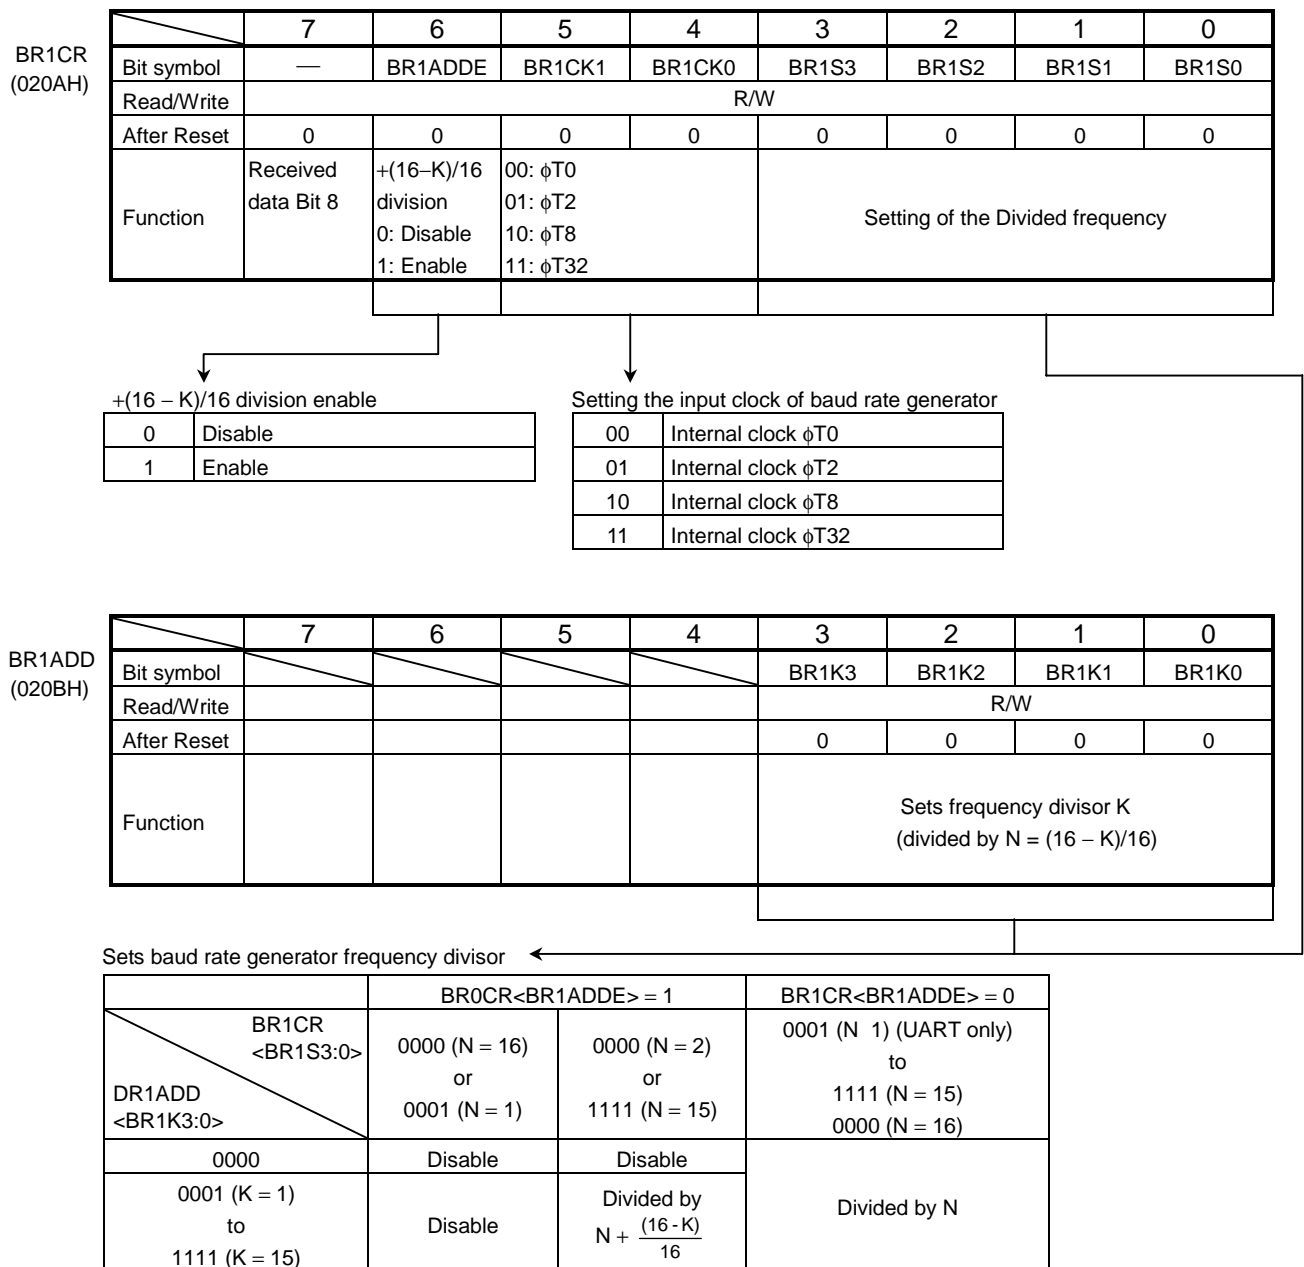 7 6 5 4 3 2 1 0
BR1CR
(020AH)
Bit symbol — BR1ADDE BR1CK1 BR1CK0 BR1S3 BR1S2 BR1S1 BR1S0
Read/Write R/W
After Reset 0 0 0 0 0 0 0 0
Function
Received
data Bit 8
+(16−K)/16
division
0: Disable
1: Enable
00: ϕT0
01: ϕT2
10: ϕT8
11: ϕT32
Setting of the Divided frequency
+(16 − K)/16 division enable
0 Disable
1 Enable
Setting the input clock of baud rate generator
00 Internal clock ϕT0
01 Internal clock ϕT2
10 Internal clock ϕT8
11 Internal clock ϕT32
7 6 5 4 3 2 1 0
BR1ADD
(020BH)
Bit symbol BR1K3 BR1K2 BR1K1 BR1K0
Read/Write R/W
After Reset 0 0 0 0
Function
Sets frequency divisor K
(divided by N = (16 − K)/16)
Sets baud rate generator frequency divisor
BR0CR<BR1ADDE> = 1 BR1CR<BR1ADDE> = 0
BR1CR
<BR1S3:0>
DR1ADD
<BR1K3:0>
0000 (N = 16)
or
0001 (N = 1)
0000 (N = 2)
or
1111 (N = 15)
0001 (N 1) (UART only)
to
1111 (N = 15)
0000 (N = 16)
0000 Disable Disable
0001 (K = 1)
to
1111 (K = 15)
Disable
Divided by
N + (16 - K)
16
Divided by N